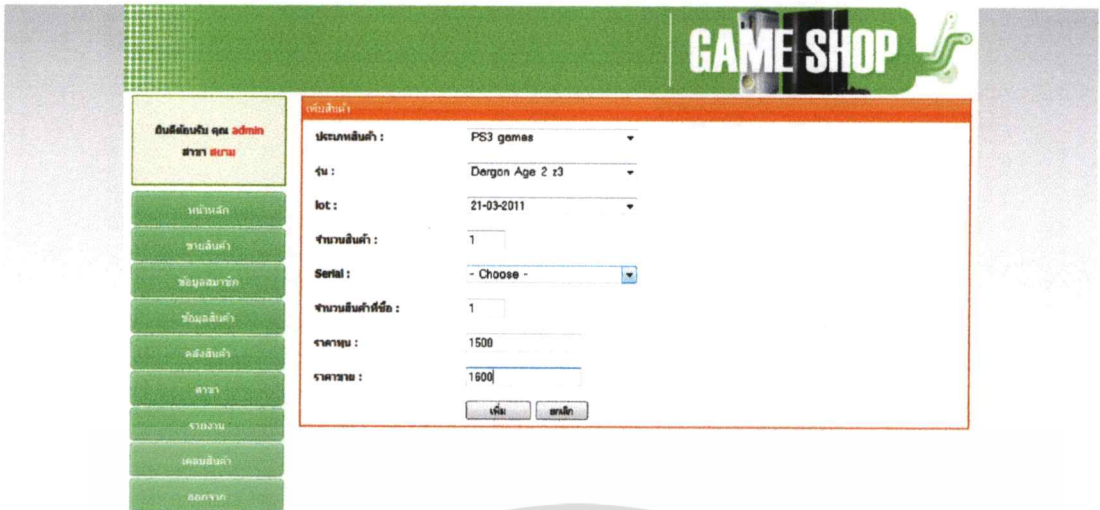 GAME SHOP
ยินดีต้อนรับ คุณ admin
สาขา สยาม
หน้าหลัก
ขายสินค้า
ข้อมูลสมาชิก
ข้อมูลสินค้า
คลังสินค้า
สาขา
รายงาน
เคลมสินค้า
ออกจาก
เพิ่มสินค้า
ประเภทสินค้า : PS3 games
รุ่น : Dargon Age 2 z3
lot : 21-03-2011
จำนวนสินค้า : 1
Serial : - Choose -
จำนวนสินค้าที่ซื้อ : 1
ราคาทุน : 1500
ราคาขาย : 1600
เพิ่ม ยกเลิก